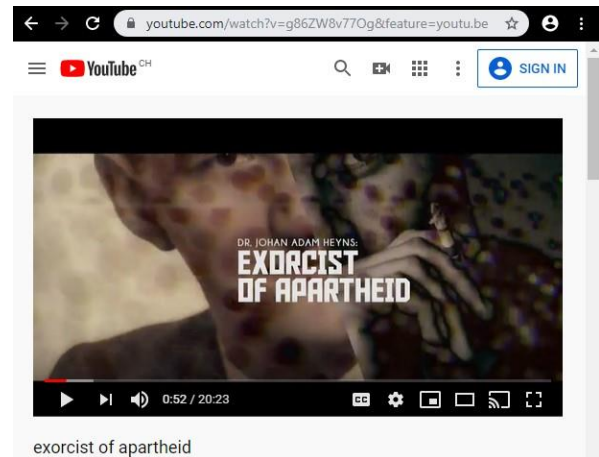 youtube.com/watch?v=g86ZW8v77Og&feature=youtu.be
YouTube CH
SIGN IN
DR. JOHAN ADAM HEYNS:
EXORCIST
OF APARTHEID
0:52 / 20:23
CC
exorcist of apartheid